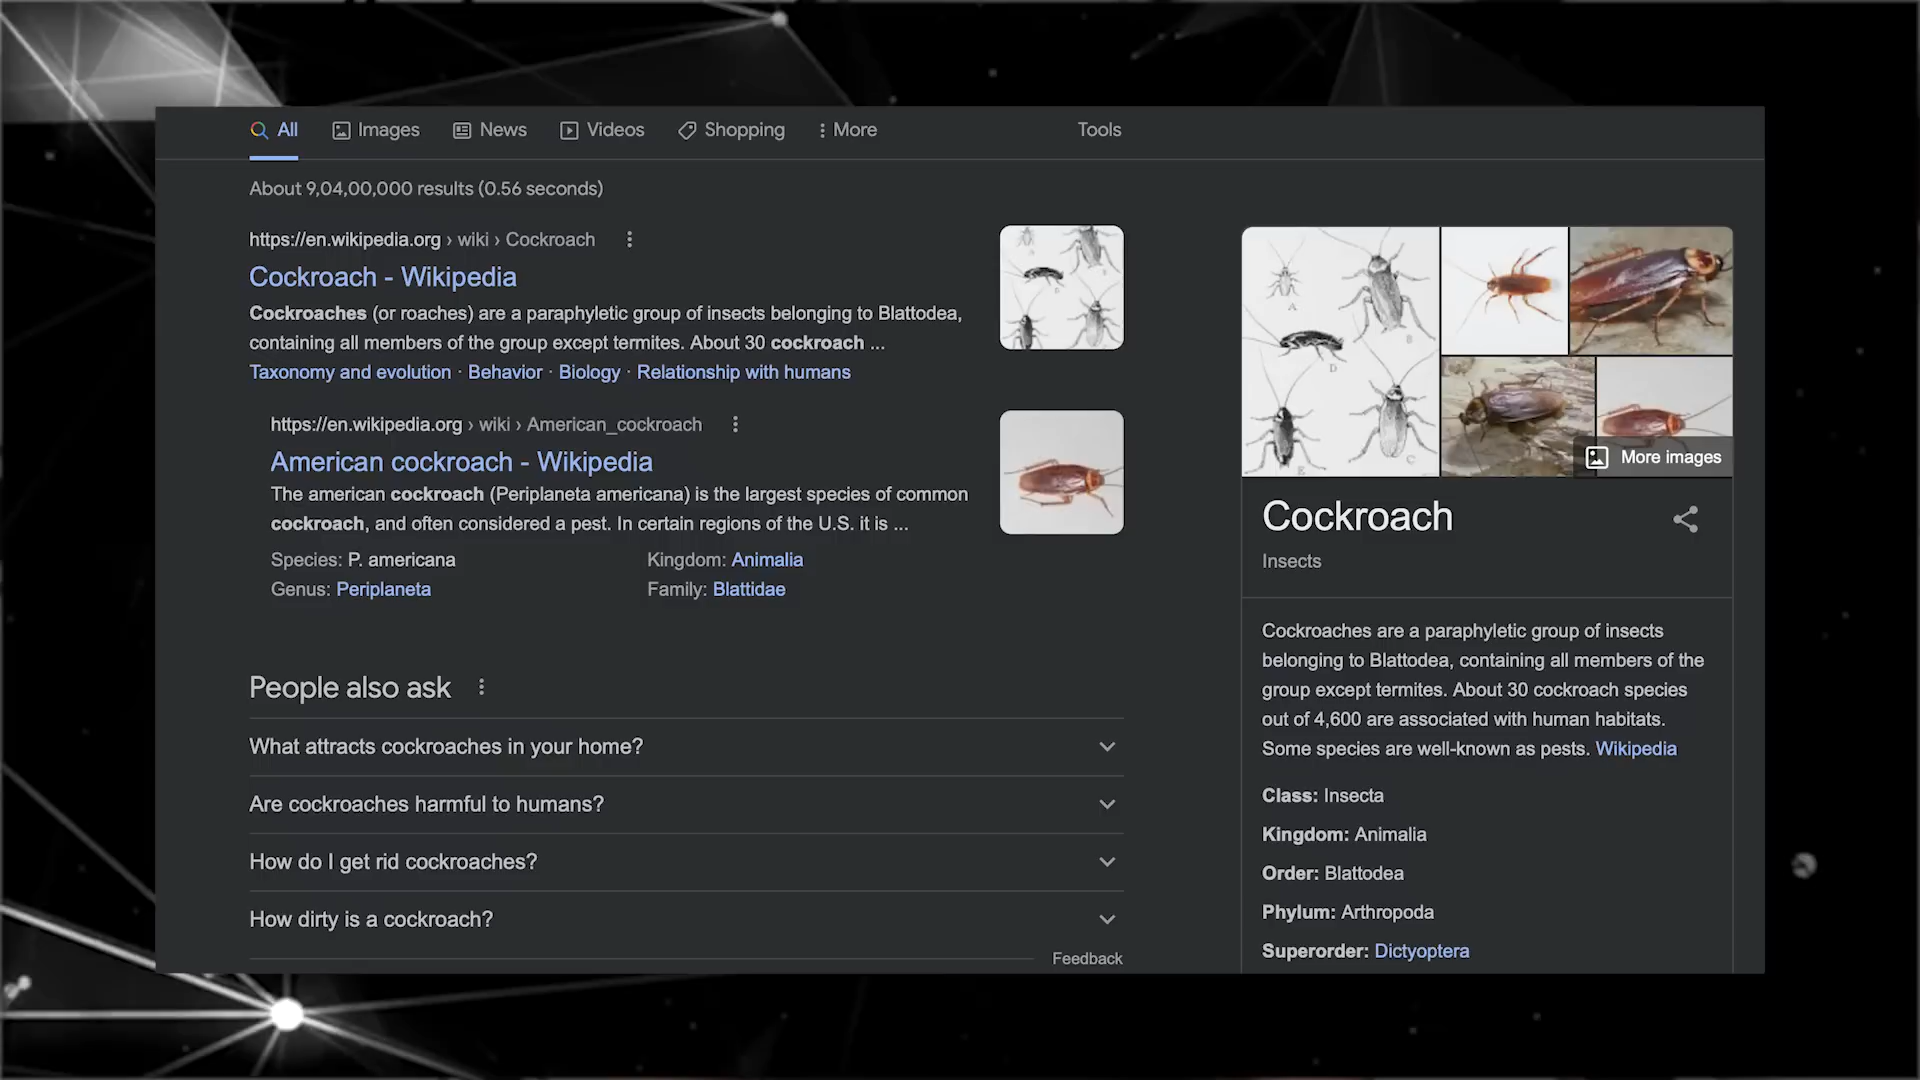 All Images News Videos Shopping More Tools
About 9,04,00,000 results (0.56 seconds)
https://en.wikipedia.org › wiki › Cockroach
Cockroach - Wikipedia
Cockroaches (or roaches) are a paraphyletic group of insects belonging to Blattodea,
containing all members of the group except termites. About 30 cockroach ...
Taxonomy and evolution · Behavior · Biology · Relationship with humans
https://en.wikipedia.org › wiki › American_cockroach
American cockroach - Wikipedia
The american cockroach (Periplaneta americana) is the largest species of common
cockroach, and often considered a pest. In certain regions of the U.S. it is ...
Species: P. americana Kingdom: Animalia
Genus: Periplaneta Family: Blattidae
People also ask
What attracts cockroaches in your home?
Are cockroaches harmful to humans?
How do I get rid cockroaches?
How dirty is a cockroach?
Feedback
A
B
D
E
C
More images
Cockroach
Insects
Cockroaches are a paraphyletic group of insects
belonging to Blattodea, containing all members of the
group except termites. About 30 cockroach species
out of 4,600 are associated with human habitats.
Some species are well-known as pests. Wikipedia
Class: Insecta
Kingdom: Animalia
Order: Blattodea
Phylum: Arthropoda
Superorder: Dictyoptera